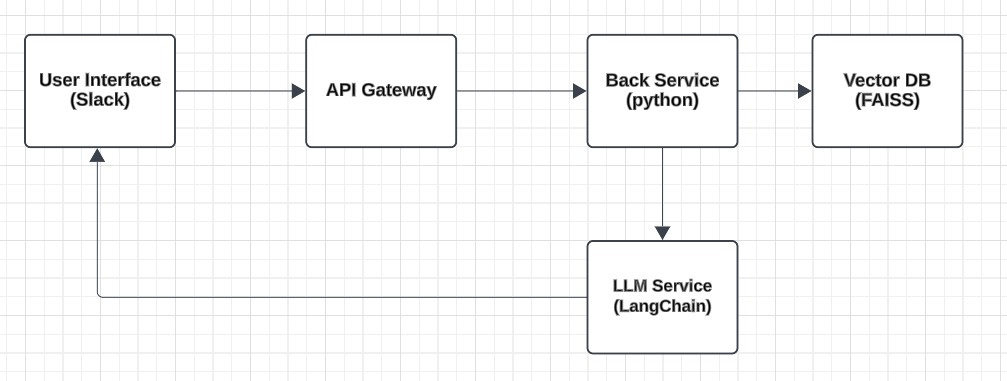 User Interface
(Slack)
API Gateway
Back Service
(python)
Vector DB
(FAISS)
LLM Service
(LangChain)